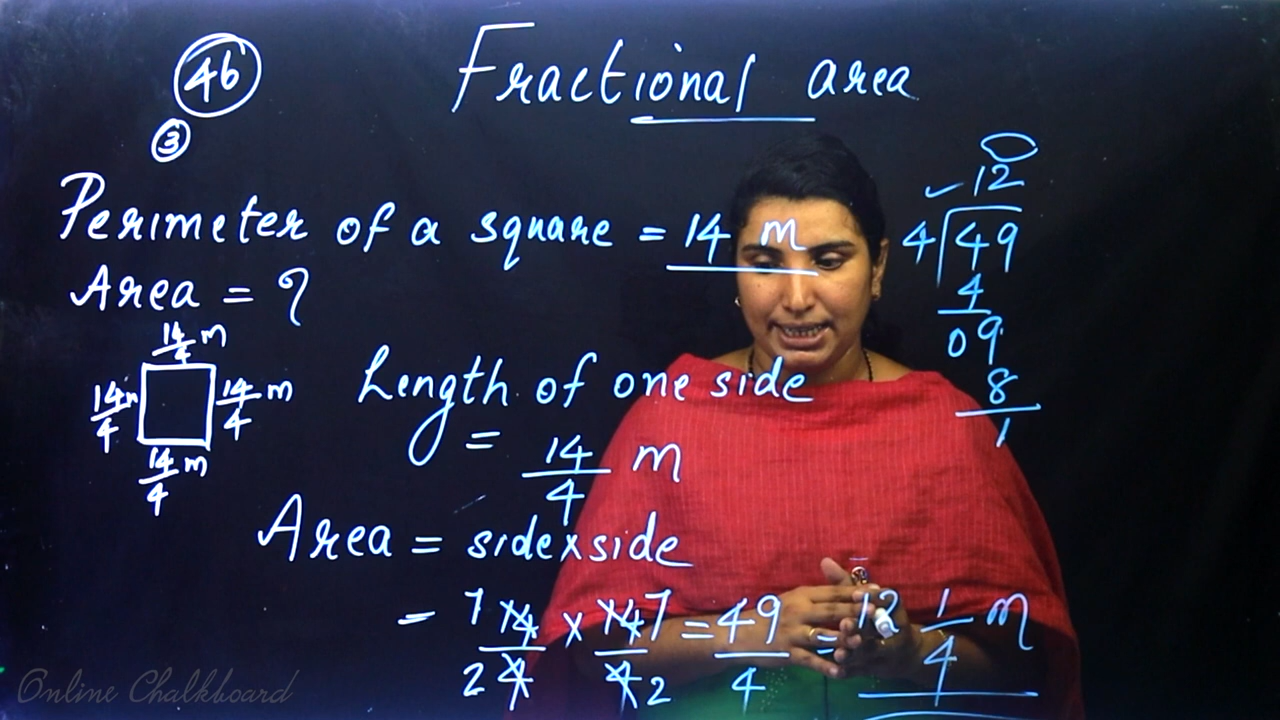 46
Fractional area
3
Perimeter of a square = 14 m
Area = ?
14/4 m
14/4 m
14/4 m
14/4 m
Length of one side
= 14/4 m
Area = side×side
= 7 14/4 2 × 14/4 7 2 = 49/4 = 12 1/4 m
12
4) 49
4
09
8
1
Online Chalkboard